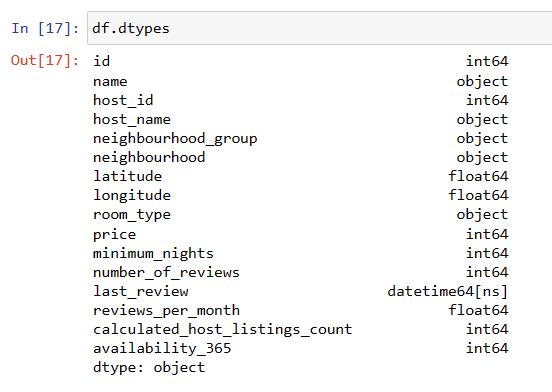 In [17]: df.dtypes
Out[17]: id int64
name object
host_id int64
host_name object
neighbourhood_group object
neighbourhood object
latitude float64
longitude float64
room_type object
price int64
minimum_nights int64
number_of_reviews int64
last_review datetime64[ns]
reviews_per_month float64
calculated_host_listings_count int64
availability_365 int64
dtype: object